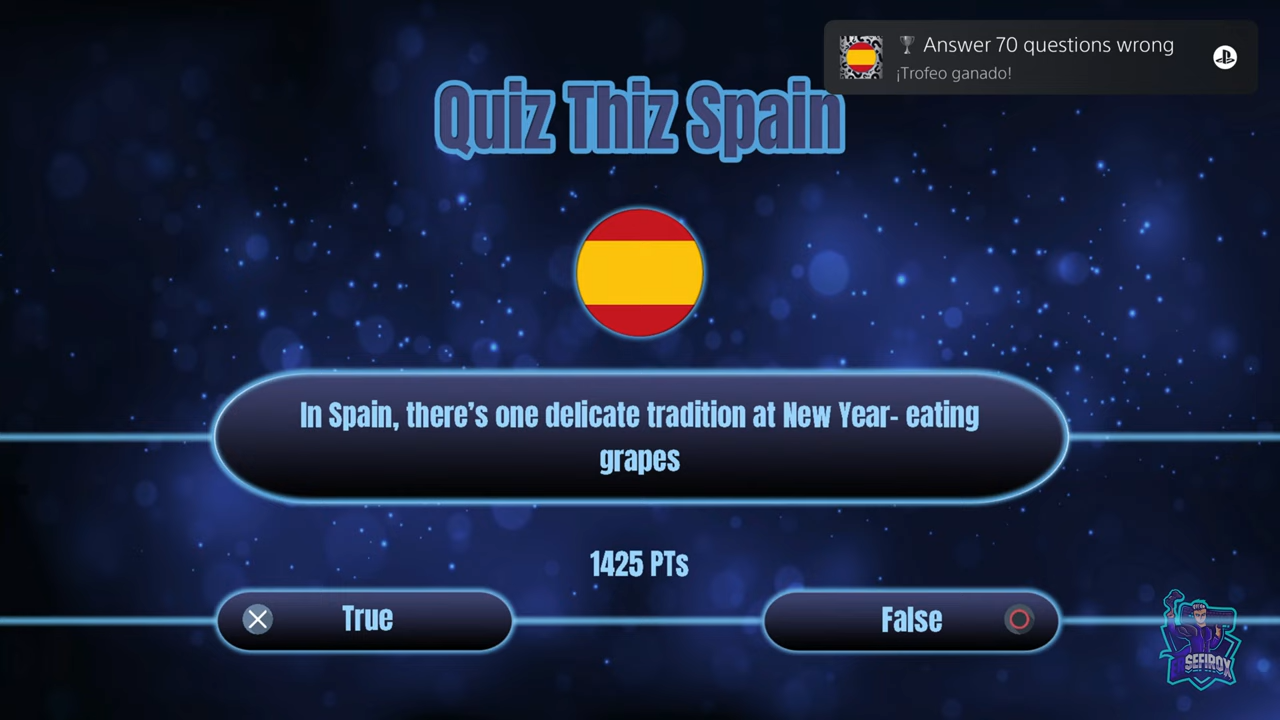 Answer 70 questions wrong
¡Trofeo ganado!
Quiz Thiz Spain
In Spain, there's one delicate tradition at New Year- eating
grapes
1425 PTs
True
False
SEFIROX